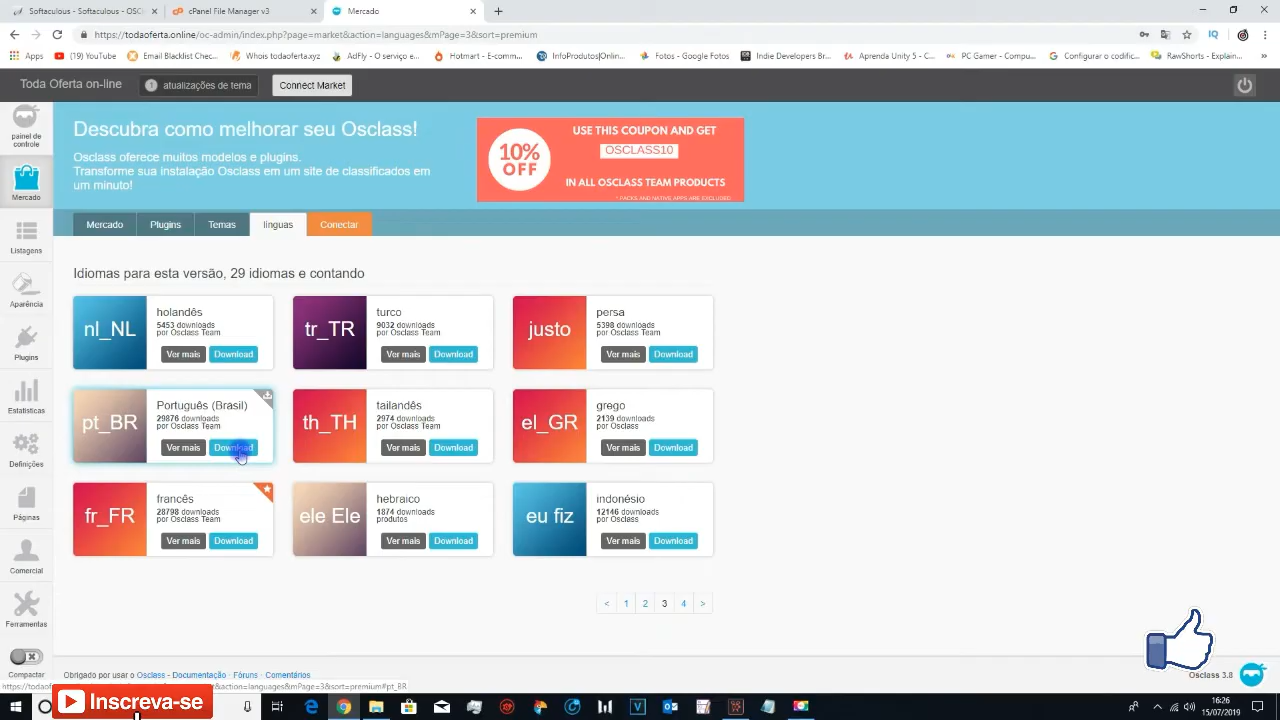 Softaculous - Softaculous - OSC
cPanel File Manager v3
Mercado
https://todaoferta.online/oc-admin/index.php?page=market&action=languages&mPage=3&sort=premium
Apps
(19) YouTube
Email Blacklist Chec...
Whois todaoferta.xyz
AdFly - O serviço e...
Hotmart - E-comm...
InfoProdutos|Onlin...
Fotos - Google Fotos
Indie Developers Br...
Aprenda Unity 5 - C...
PC Gamer - Compu...
Configurar o codific...
RawShorts - Explain...
Toda Oferta on-line
1 atualizações de tema
Connect Market
painel de
controle
Mercado
Listagens
Aparência
Plugins
Estatísticas
Definições
Páginas
Comercial
Ferramentas
Compactar
Descubra como melhorar seu Osclass!
Osclass oferece muitos modelos e plugins.
Transforme sua instalação Osclass em um site de classificados em
um minuto!
10%
OFF
USE THIS COUPON AND GET
OSCLASS10
IN ALL OSCLASS TEAM PRODUCTS
* PACKS AND NATIVE APPS ARE EXCLUDED
Mercado
Plugins
Temas
línguas
Conectar
Idiomas para esta versão, 29 idiomas e contando
nl_NL
holandês
5453 downloads
por Osclass Team
Ver mais
Download
tr_TR
turco
9032 downloads
por Osclass Team
Ver mais
Download
justo
persa
5398 downloads
por Osclass Team
Ver mais
Download
pt_BR
Português (Brasil)
29876 downloads
por Osclass Team
Ver mais
Download
th_TH
tailandês
2974 downloads
por Osclass Team
Ver mais
Download
el_GR
grego
2139 downloads
por Osclass
Ver mais
Download
fr_FR
francês
28798 downloads
por Osclass Team
Ver mais
Download
ele Ele
hebraico
1874 downloads
produtos
Ver mais
Download
eu fiz
indonésio
12146 downloads
por Osclass
Ver mais
Download
< 1 2 3 4 >
Obrigado por usar o Osclass - Documentação · Fóruns · Comentários
Osclass 3.8
Inscreva-se
16:26
15/07/2019